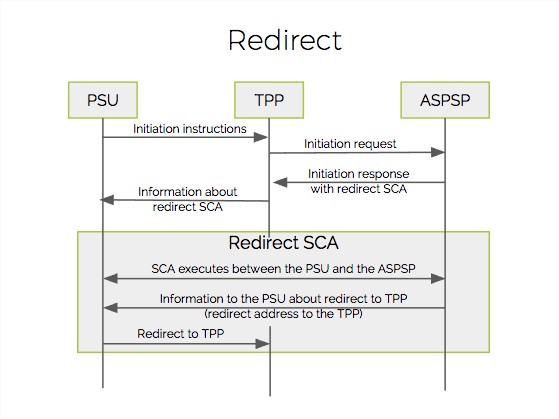 Redirect
PSU
TPP
ASPSP
Initiation instructions
Initiation request
Initiation response
with redirect SCA
Information about
redirect SCA
Redirect SCA
SCA executes between the PSU and the ASPSP
Information to the PSU about redirect to TPP
(redirect address to the TPP)
Redirect to TPP